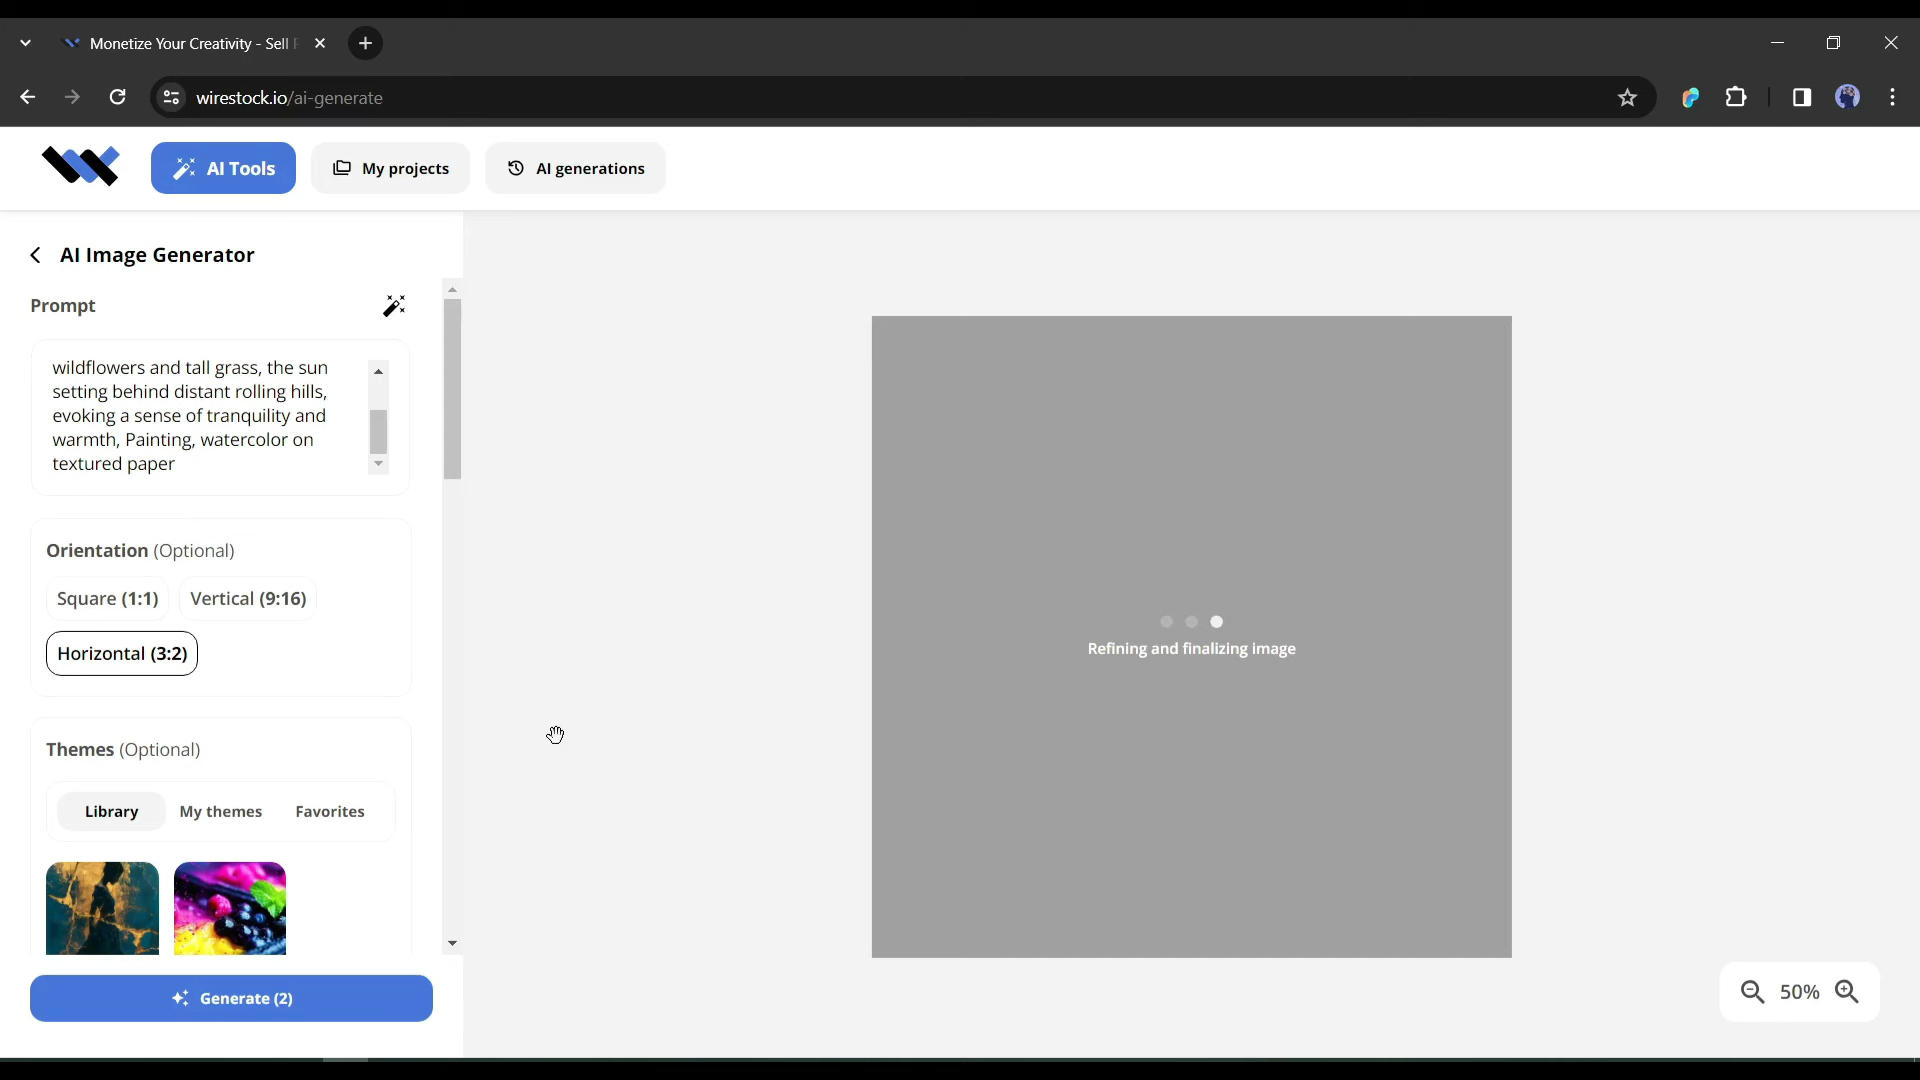 Monetize Your Creativity - Sell
wirestock.io/ai-generate
AI Tools
My projects
AI generations
AI Image Generator
Prompt
wildflowers and tall grass, the sun
setting behind distant rolling hills,
evoking a sense of tranquility and
warmth, Painting, watercolor on
textured paper
Orientation (Optional)
Square (1:1)
Vertical (9:16)
Horizontal (3:2)
Themes (Optional)
Library
My themes
Favorites
Generate (2)
Refining and finalizing image
50%